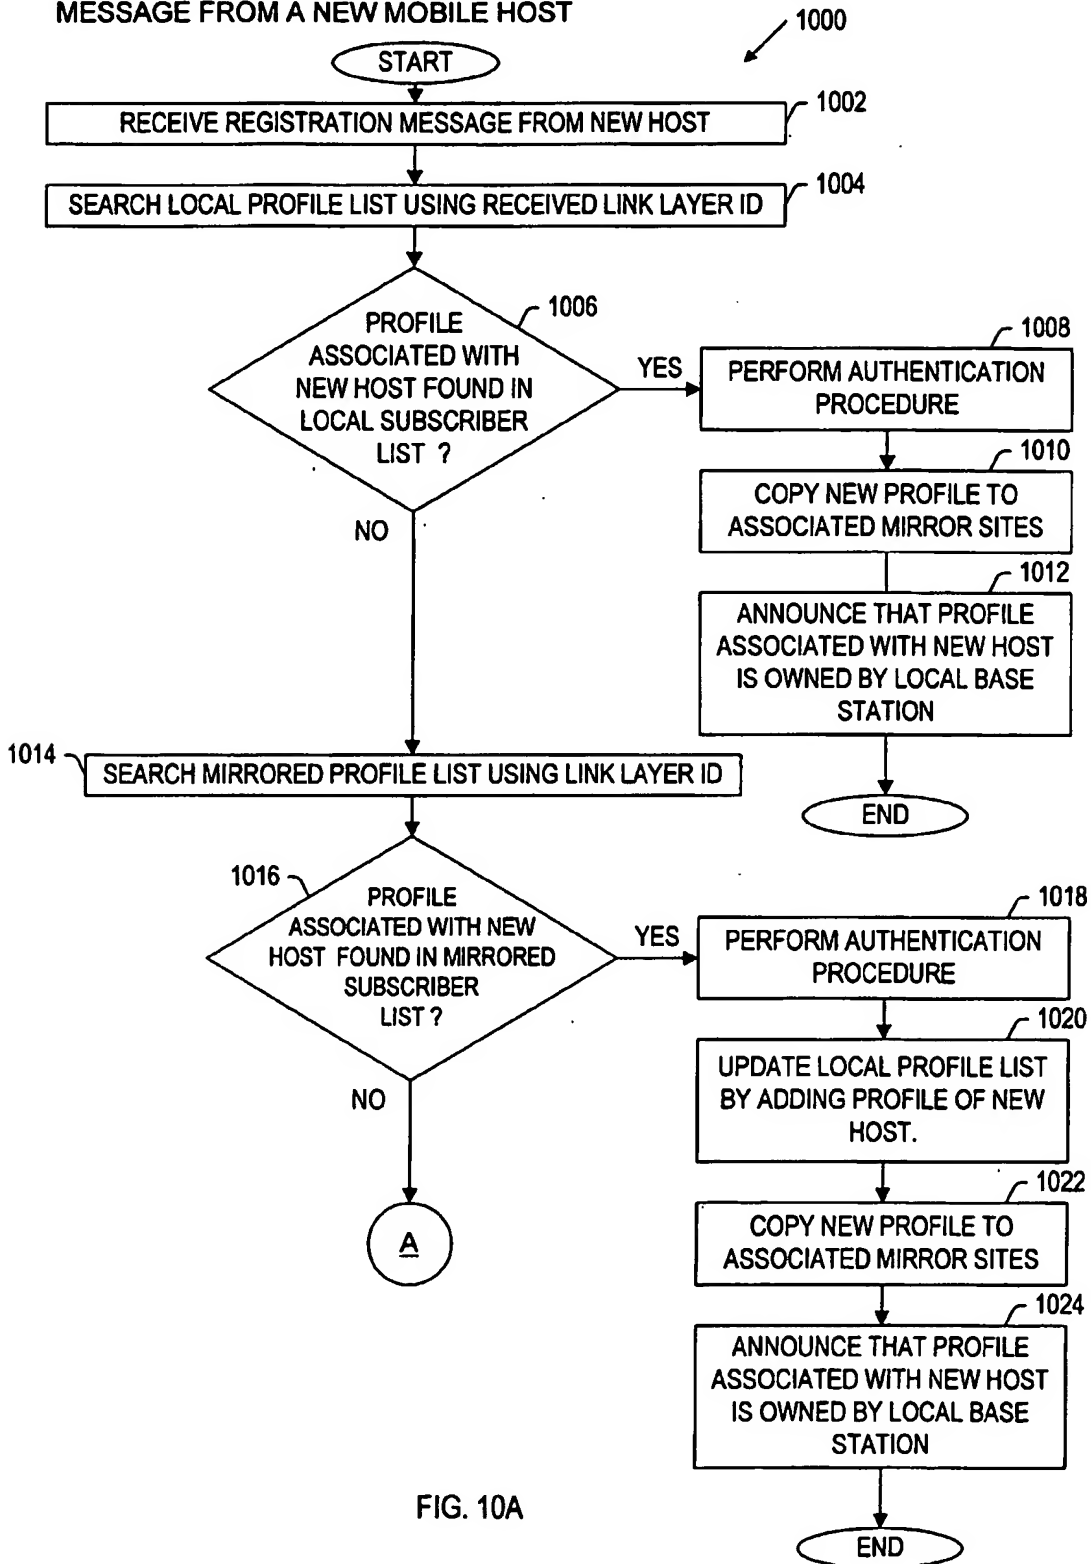 MESSAGE FROM A NEW MOBILE HOST
1000
START
1002
RECEIVE REGISTRATION MESSAGE FROM NEW HOST
1004
SEARCH LOCAL PROFILE LIST USING RECEIVED LINK LAYER ID
1006
PROFILE
ASSOCIATED WITH
NEW HOST FOUND IN
LOCAL SUBSCRIBER
LIST ?
YES
1008
PERFORM AUTHENTICATION
PROCEDURE
1010
COPY NEW PROFILE TO
ASSOCIATED MIRROR SITES
1012
ANNOUNCE THAT PROFILE
ASSOCIATED WITH NEW HOST
IS OWNED BY LOCAL BASE
STATION
END
NO
1014
SEARCH MIRRORED PROFILE LIST USING LINK LAYER ID
1016
PROFILE
ASSOCIATED WITH NEW
HOST FOUND IN MIRRORED
SUBSCRIBER
LIST ?
YES
1018
PERFORM AUTHENTICATION
PROCEDURE
1020
UPDATE LOCAL PROFILE LIST
BY ADDING PROFILE OF NEW
HOST.
1022
COPY NEW PROFILE TO
ASSOCIATED MIRROR SITES
1024
ANNOUNCE THAT PROFILE
ASSOCIATED WITH NEW HOST
IS OWNED BY LOCAL BASE
STATION
END
NO
A
FIG. 10A